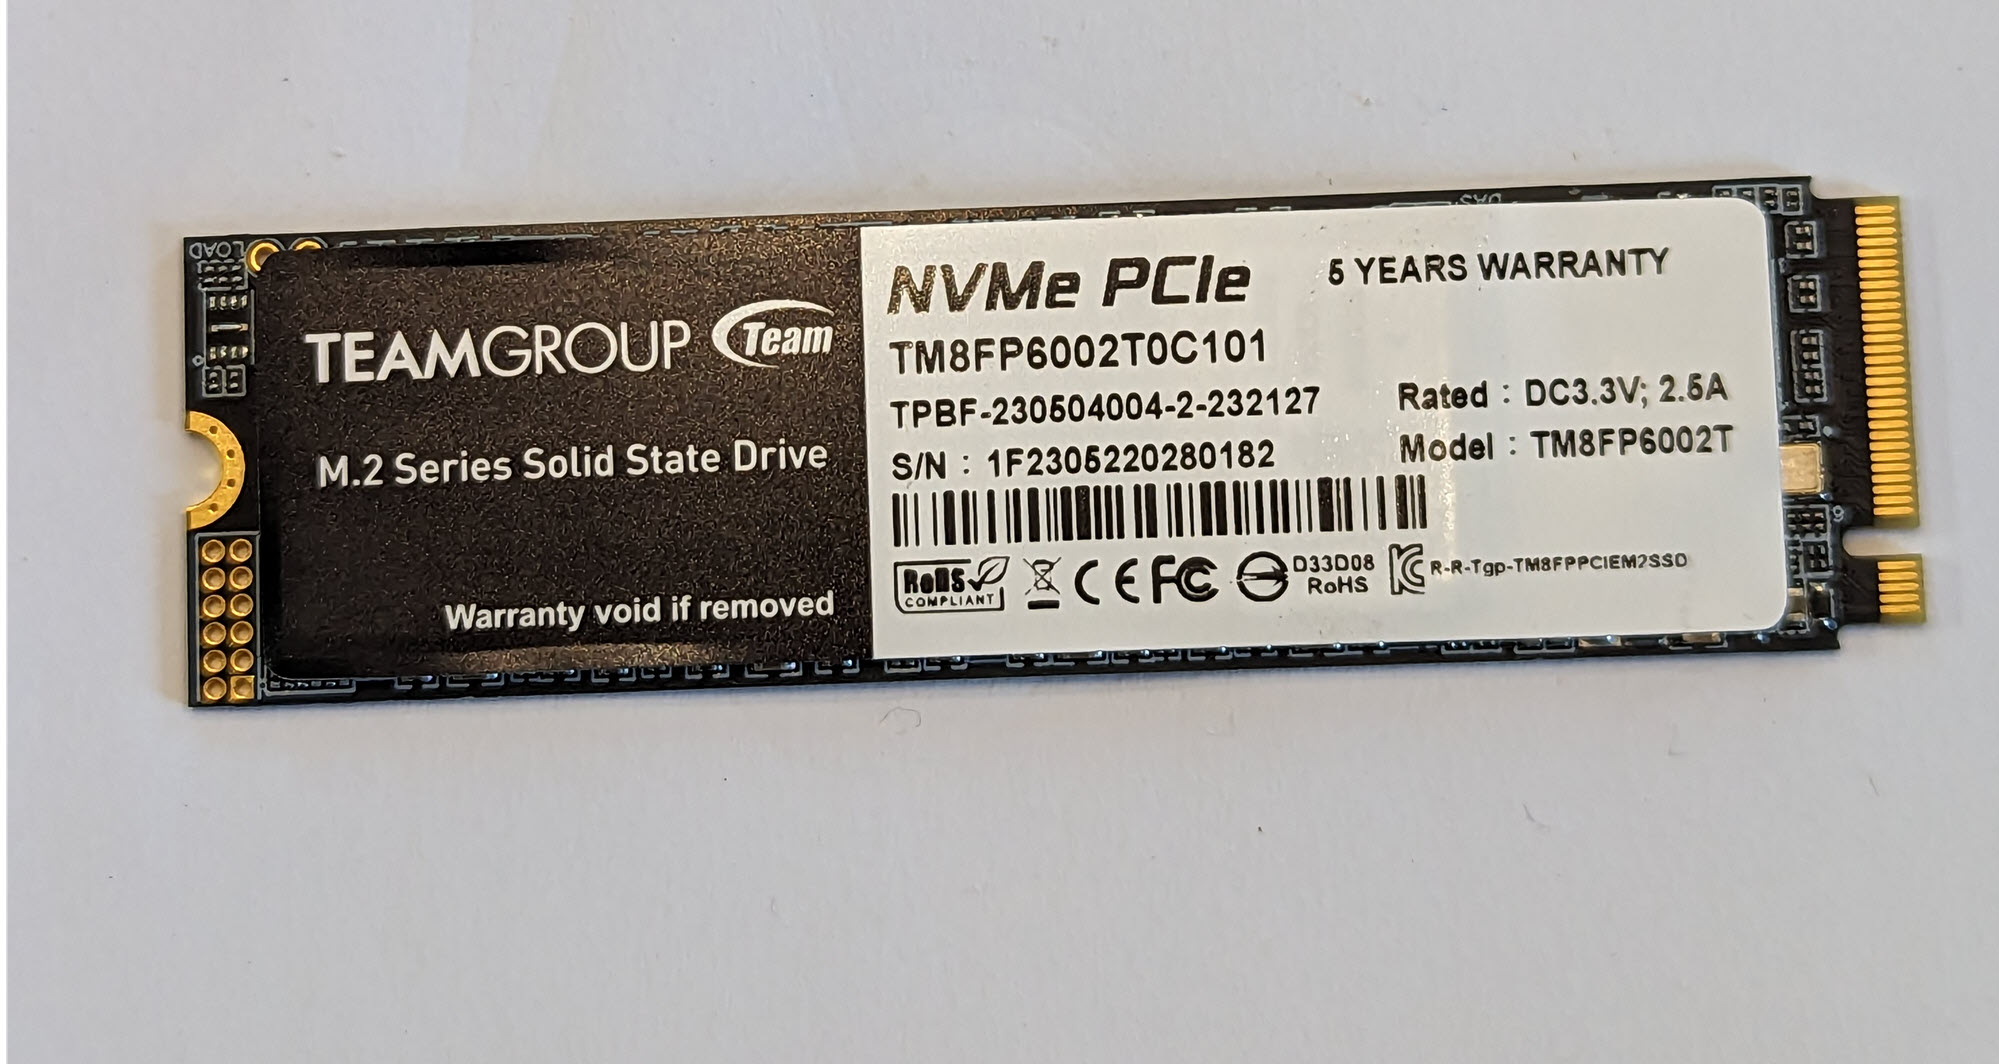 TEAMGROUP Team
M.2 Series Solid State Drive
Warranty void if removed
NVMe PCIe 5 YEARS WARRANTY
TM8FP6002T0C101
TPBF-230504004-2-232127 Rated : DC3.3V; 2.5A
S/N : 1F2305220280182 Model : TM8FP6002T
RoHS
COMPLIANT
CE FC D33D08
RoHS
R-R-Tgp-TM8FPPCIEM2SSD
LOAD
DAS
9